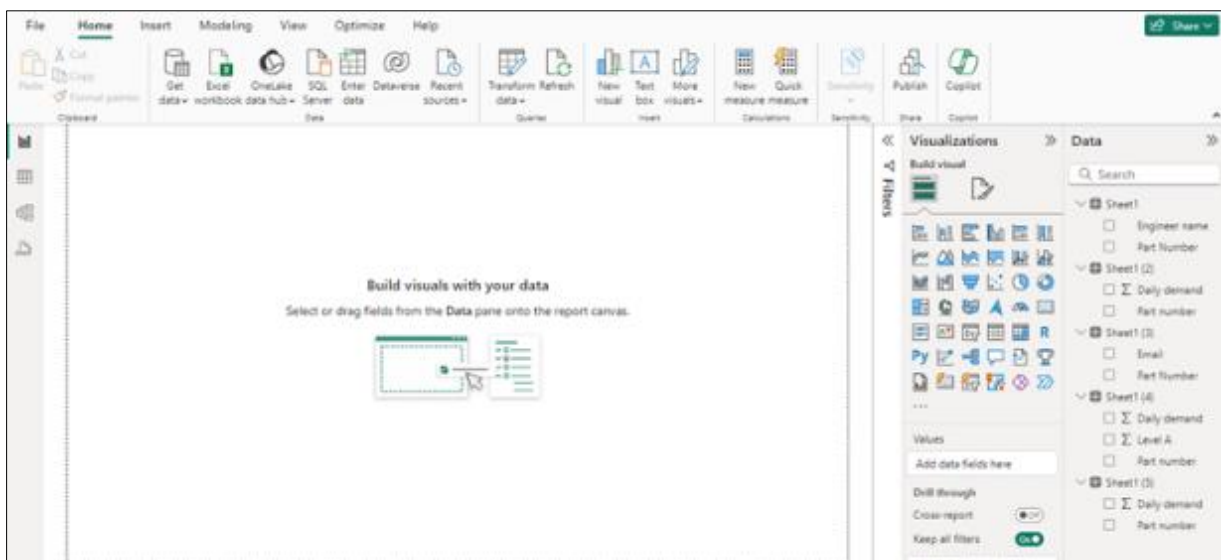 File Home Insert Modeling View Optimize Help Share
Paste
Cut
Copy
Format painter
Clipboard
Get data
Excel workbook
OneLake data hub
SQL Server
Enter data
Dataverse
Recent sources
Data
Transform data
Refresh
Queries
New visual
Text box
More visuals
Insert
New measure
Quick measure
Calculations
Sensitivity
Sensitivity
Publish
Share
Copilot
Copilot
Build visuals with your data
Select or drag fields from the Data pane onto the report canvas.
Filters
Visualizations
Build visual
R
Py
Values
Add data fields here
Drill through
Cross-report
Off
Keep all filters
On
Data
Search
Sheet1
Engineer name
Part Number
Sheet1 (2)
Σ Daily demand
Part number
Sheet1 (3)
Email
Part Number
Sheet1 (4)
Σ Daily demand
Σ Level A
Part number
Sheet1 (5)
Σ Daily demand
Part number